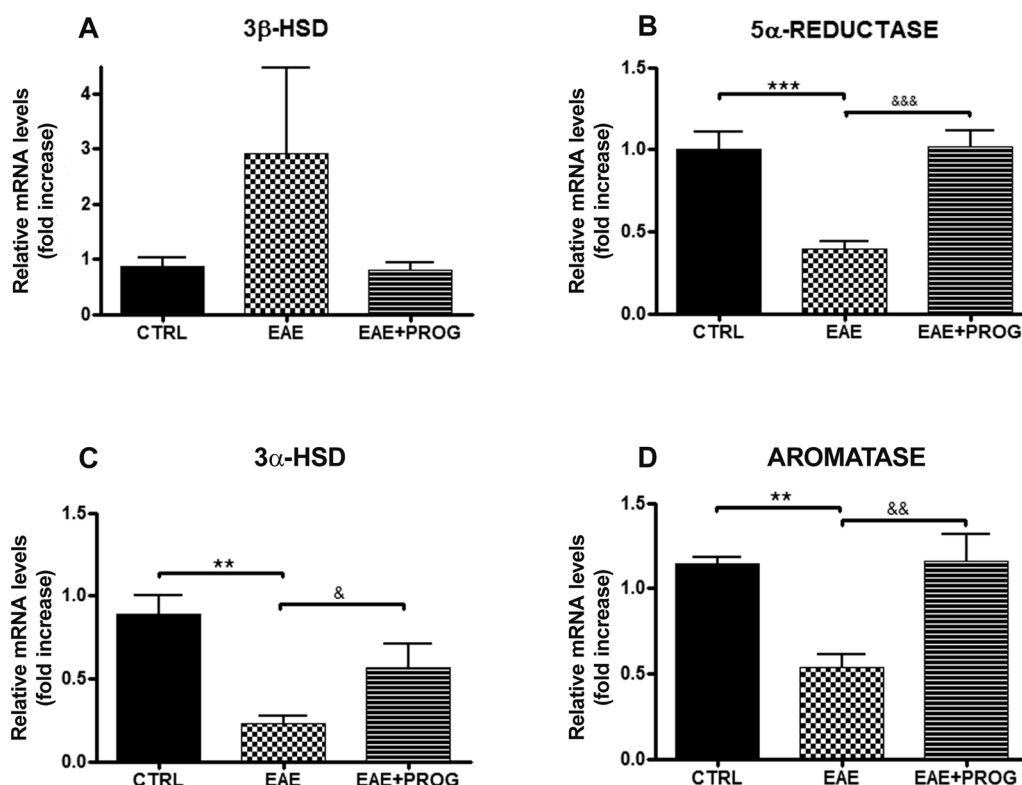 A
3β-HSD
Relative mRNA levels
(fold increase)
4
3
2
1
0
CTRL
EAE
EAE+PROG
B
5α-REDUCTASE
Relative mRNA levels
(fold increase)
1.5
1.0
0.5
0.0
***
&&&
CTRL
EAE
EAE+PROG
C
3α-HSD
Relative mRNA levels
(fold increase)
1.5
1.0
0.5
0.0
**
&
CTRL
EAE
EAE+PROG
D
AROMATASE
Relative mRNA levels
(fold increase)
1.5
1.0
0.5
0.0
**
&&
CTRL
EAE
EAE+PROG